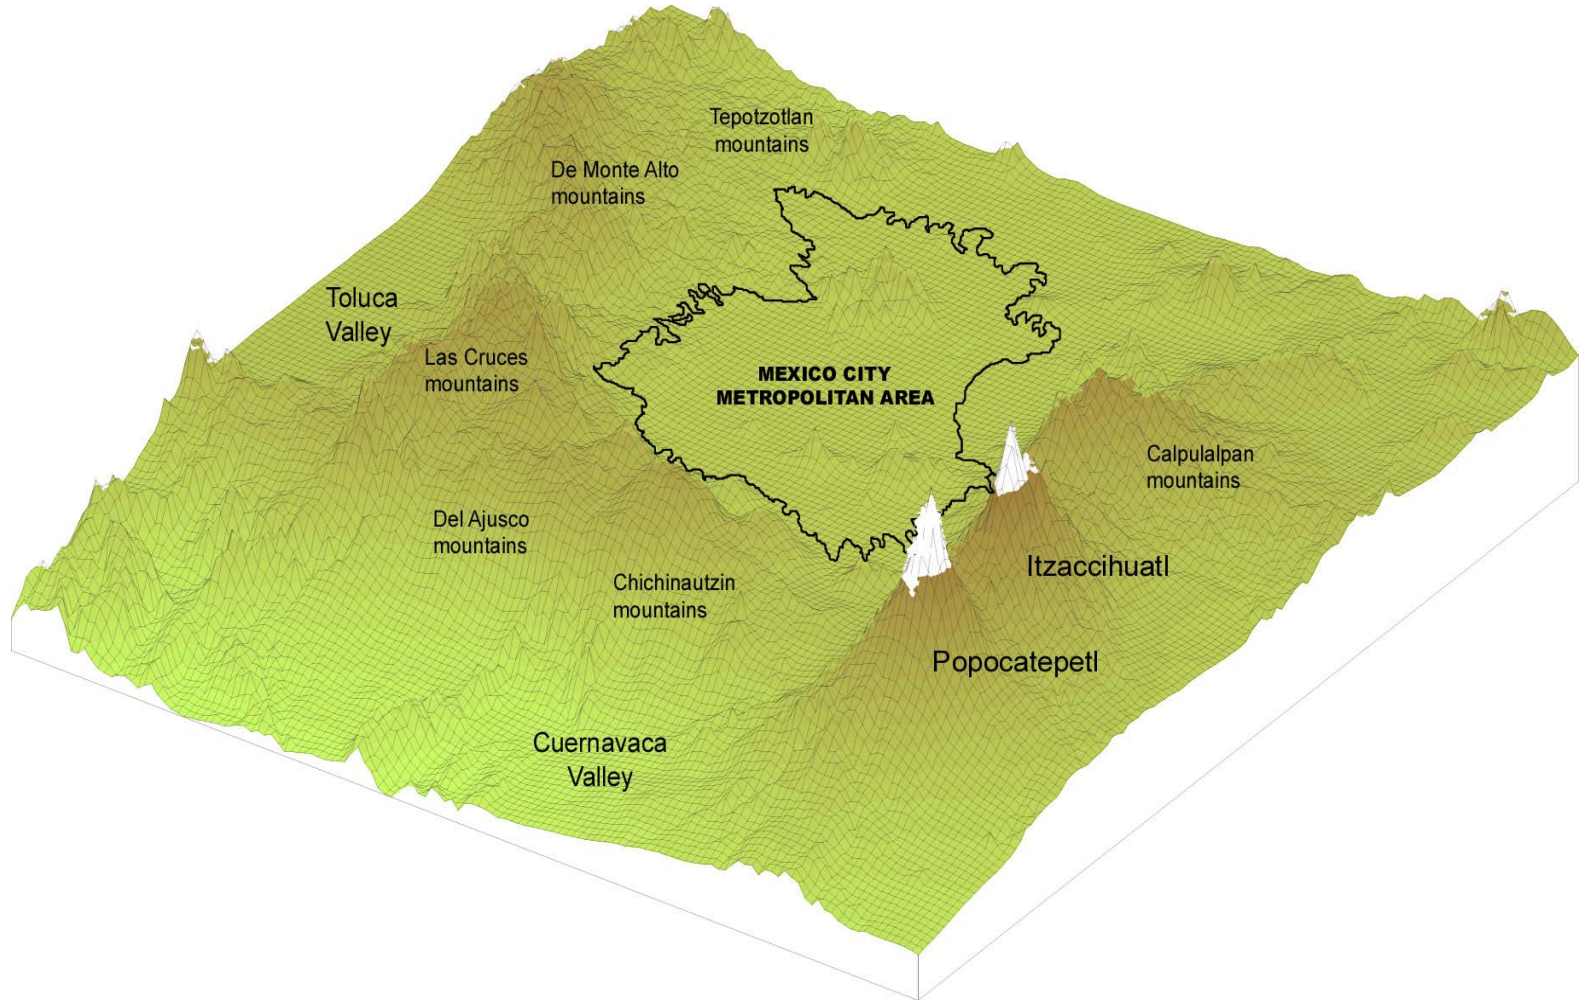 Tepotzotlan
mountains
De Monte Alto
mountains
Toluca
Valley
Las Cruces
mountains
MEXICO CITY
METROPOLITAN AREA
Calpulalpan
mountains
Del Ajusco
mountains
Itzaccihuatl
Chichinautzin
mountains
Popocatepetl
Cuernavaca
Valley